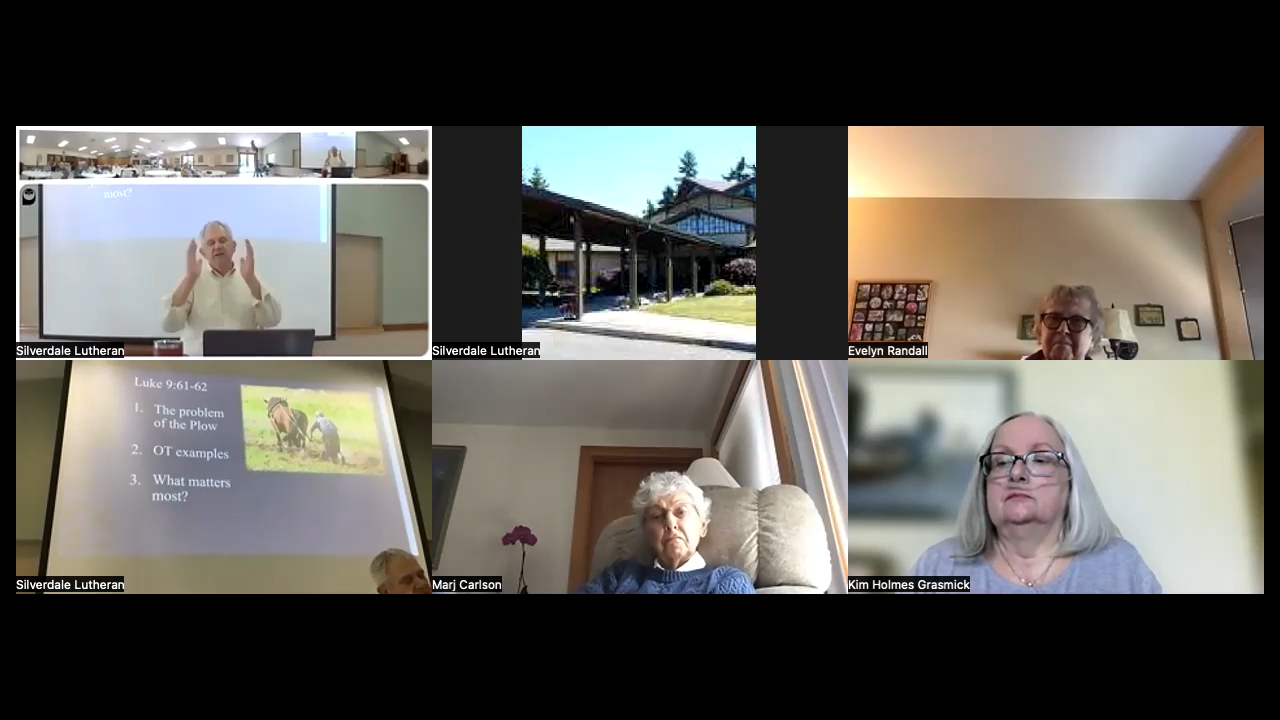 most?
Silverdale Lutheran
Silverdale Lutheran
Evelyn Randall
Luke 9:61-62
1. The problem
of the Plow
2. OT examples
3. What matters
most?
Silverdale Lutheran
Marj Carlson
Kim Holmes Grasmick